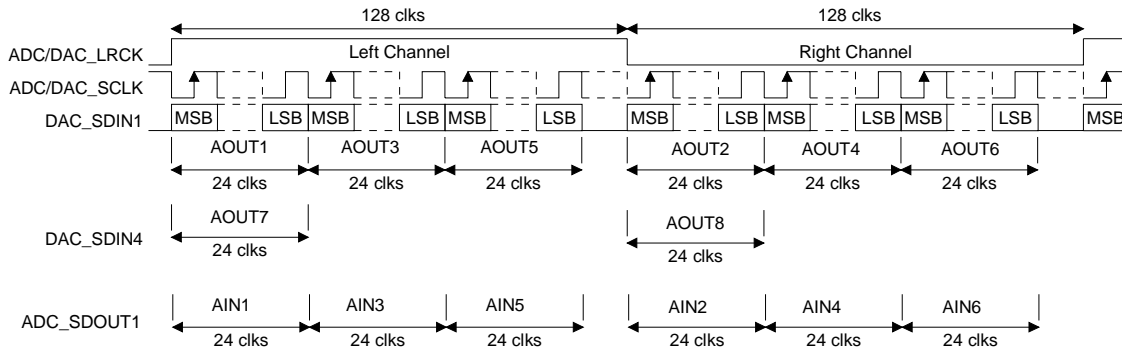 128 clks 128 clks
ADC/DAC_LRCK Left Channel Right Channel
ADC/DAC_SCLK
DAC_SDIN1 MSB LSB MSB LSB MSB LSB MSB LSB MSB LSB MSB LSB MSB
AOUT1 AOUT3 AOUT5 AOUT2 AOUT4 AOUT6
24 clks 24 clks 24 clks 24 clks 24 clks 24 clks
AOUT7 AOUT8
DAC_SDIN4
24 clks 24 clks
AIN1 AIN3 AIN5 AIN2 AIN4 AIN6
ADC_SDOUT1
24 clks 24 clks 24 clks 24 clks 24 clks 24 clks